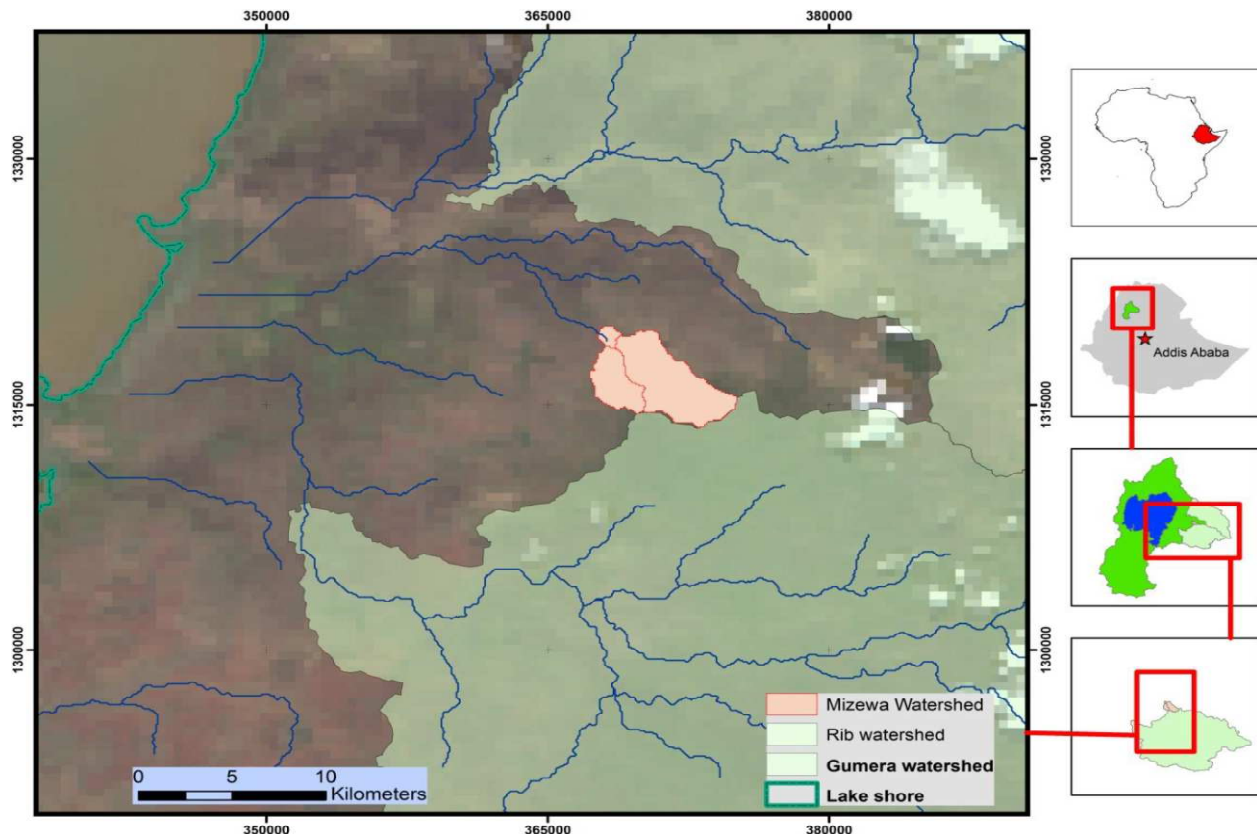 350000
365000
380000
1330000
1330000
1315000
1315000
1300000
1300000
Addis Ababa
Mizewa Watershed
Rib watershed
Gumera watershed
Lake shore
0 5 10
Kilometers
350000
365000
380000